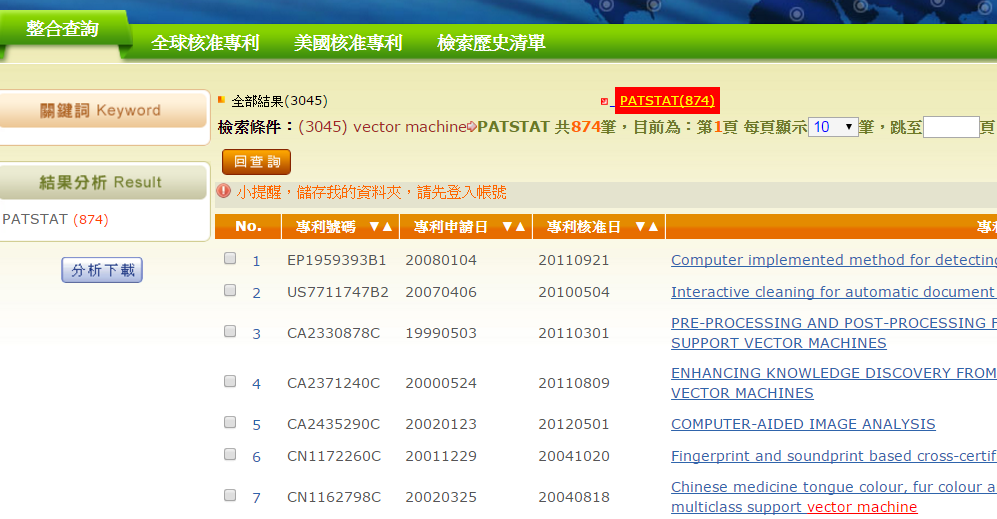 整合查詢
全球核准專利 美國核准專利 檢索歷史清單
關鍵詞 Keyword
結果分析 Result
PATSTAT (874)
分析下載
全部結果(3045) PATSTAT(874)
檢索條件：(3045) vector machine PATSTAT 共874筆，目前為：第1頁 每頁顯示 10 筆，跳至 頁
回查詢
小提醒，儲存我的資料夾，請先登入帳號
No. 專利號碼 ▼▲ 專利申請日 ▼▲ 專利核准日 ▼▲
1 EP1959393B1 20080104 20110921 Computer implemented method for detecting
2 US7711747B2 20070406 20100504 Interactive cleaning for automatic document
3 CA2330878C 19990503 20110301 PRE-PROCESSING AND POST-PROCESSING
SUPPORT VECTOR MACHINES
4 CA2371240C 20000524 20110809 ENHANCING KNOWLEDGE DISCOVERY FROM
VECTOR MACHINES
5 CA2435290C 20020123 20120501 COMPUTER-AIDED IMAGE ANALYSIS
6 CN1172260C 20011229 20041020 Fingerprint and soundprint based cross-certif
7 CN1162798C 20020325 20040818 Chinese medicine tongue colour, fur colour a
multiclass support vector machine